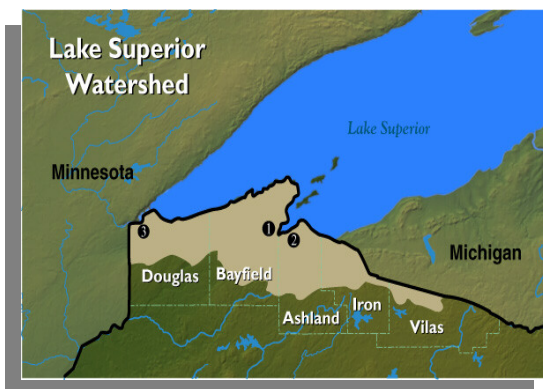 Lake Superior
Watershed
Lake Superior
Minnesota
1
3
2
Michigan
Douglas
Bayfield
Iron
Ashland
Vilas